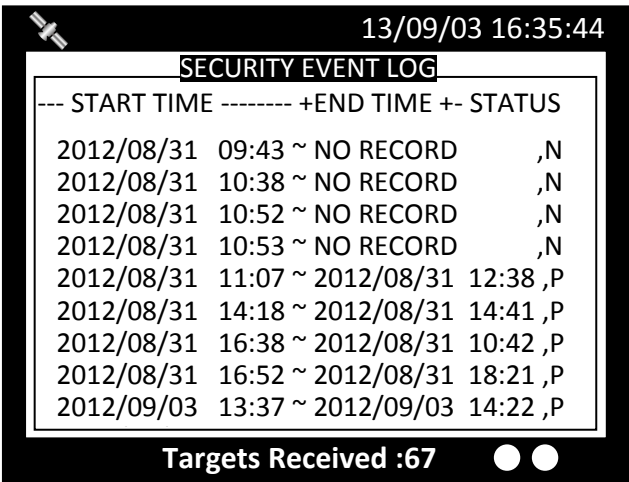 13/09/03 16:35:44
SECURITY EVENT LOG
--- START TIME -------- +END TIME +- STATUS
2012/08/31 09:43 ~ NO RECORD ,N
2012/08/31 10:38 ~ NO RECORD ,N
2012/08/31 10:52 ~ NO RECORD ,N
2012/08/31 10:53 ~ NO RECORD ,N
2012/08/31 11:07 ~ 2012/08/31 12:38 ,P
2012/08/31 14:18 ~ 2012/08/31 14:41 ,P
2012/08/31 16:38 ~ 2012/08/31 10:42 ,P
2012/08/31 16:52 ~ 2012/08/31 18:21 ,P
2012/09/03 13:37 ~ 2012/09/03 14:22 ,P
Targets Received :67